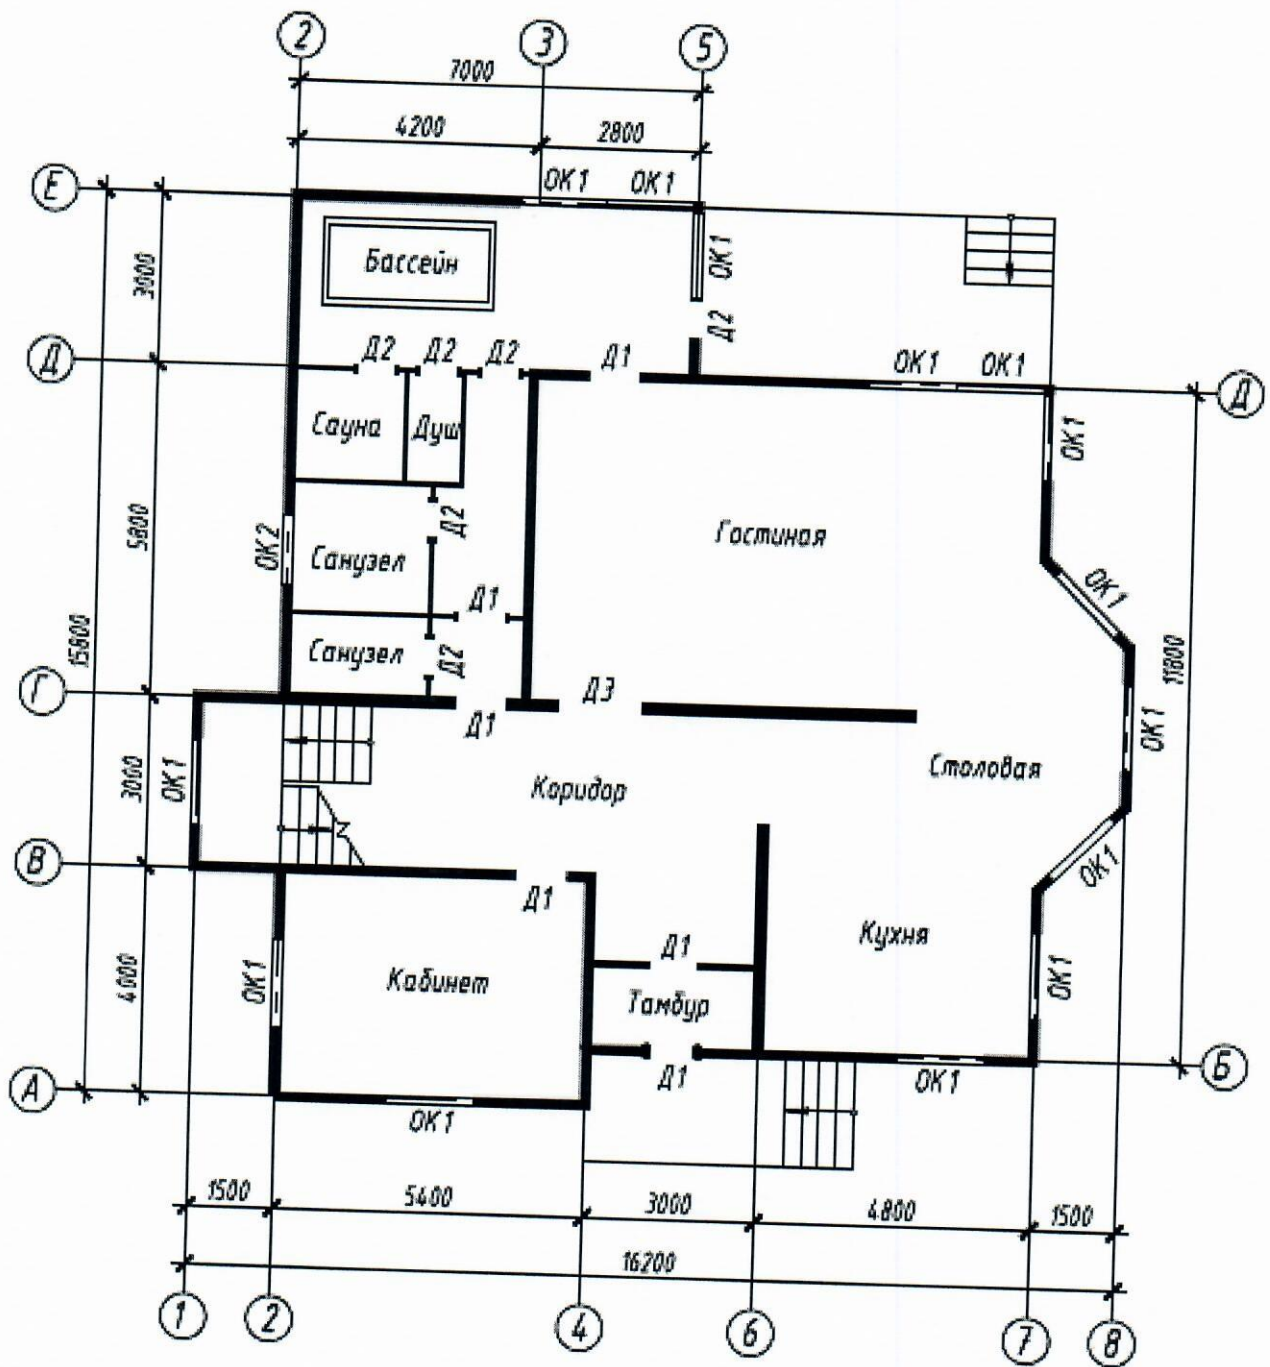 2 3 5
7000
4200 2800
Е
ОК1 ОК1
Бассейн
ОК1
3000
Д2
Д
Д2 Д2 Д2 Д1
ОК1 ОК1
Д
Сауна Душ
ОК1
Д2
Гостиная
5800
ОК2
Санузел
ОК1
Д1
15800
Санузел
Д2
11800
Г
Д3
Д1
ОК1
3000
ОК1
Коридор
Столовая
В
ОК1
Д1
Кухня
Д1
4000
ОК1
Кабинет
ОК1
Тамбур
А
Д1
ОК1
Б
ОК1
1500 5400 3000 4800 1500
16200
1 2 4 6 7 8